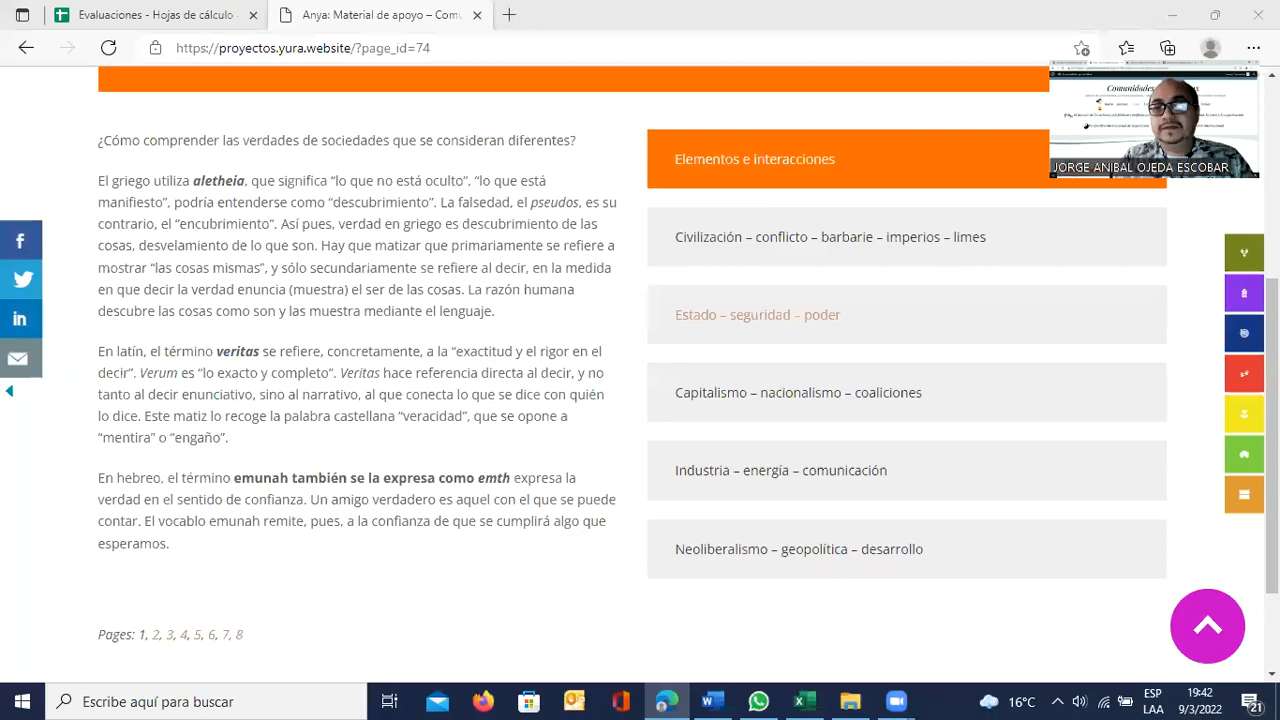 Evaluaciones - Hojas de cálculo
Material de apoyo – Com
https://proyectos.yura.website/?page_id=74
JORGE ANIBAL OJEDA ESCOBAR
¿Cómo comprender las verdades de sociedades que se consideran diferentes?
El griego utiliza aletheia, que significa "lo que no está oculto", "lo que está
manifiesto", podría entenderse como "descubrimiento". La falsedad, el pseudos, es su
contrario, el "encubrimiento". Así pues, verdad en griego es descubrimiento de las
cosas, desvelamiento de lo que son. Hay que matizar que primariamente se refiere a
mostrar "las cosas mismas", y sólo secundariamente se refiere al decir, en la medida
en que decir la verdad enuncia (muestra) el ser de las cosas. La razón humana
descubre las cosas como son y las muestra mediante el lenguaje.
En latín, el término veritas se refiere, concretamente, a la "exactitud y el rigor en el
decir". Verum es "lo exacto y completo". Veritas hace referencia directa al decir, y no
tanto al decir enunciativo, sino al narrativo, al que conecta lo que se dice con quién
lo dice. Este matiz lo recoge la palabra castellana "veracidad", que se opone a
"mentira" o "engaño".
En hebreo, el término emunah también se la expresa como emth expresa la
verdad en el sentido de confianza. Un amigo verdadero es aquel con el que se puede
contar. El vocablo emunah remite, pues, a la confianza de que se cumplirá algo que
esperamos.
Pages: 1, 2, 3, 4, 5, 6, 7, 8
Elementos e interacciones
Civilización – conflicto – barbarie – imperios – limes
Estado – seguridad – poder
Capitalismo – nacionalismo – coaliciones
Industria – energía – comunicación
Neoliberalismo – geopolítica – desarrollo
Escribe aquí para buscar
16°C
ESP
LAA
19:42
9/3/2022
21